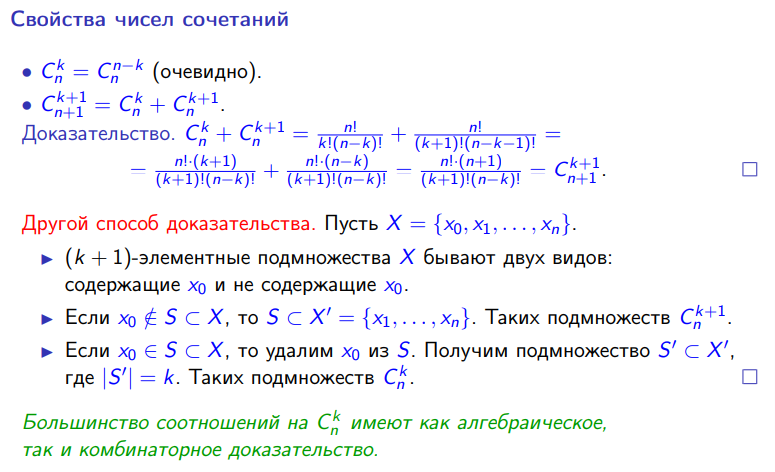 Свойства чисел сочетаний
• $C_n^k = C_n^{n-k}$ (очевидно).
• $C_{n+1}^{k+1} = C_n^k + C_n^{k+1}$.
Доказательство. $C_n^k + C_n^{k+1} = \frac{n!}{k!(n-k)!} + \frac{n!}{(k+1)!(n-k-1)!} =$
$= \frac{n!\cdot(k+1)}{(k+1)!(n-k)!} + \frac{n!\cdot(n-k)}{(k+1)!(n-k)!} = \frac{n!\cdot(n+1)}{(k+1)!(n-k)!} = C_{n+1}^{k+1}$. □
Другой способ доказательства. Пусть $X = \{x_0, x_1, \ldots, x_n\}$.
▶ $(k + 1)$-элементные подмножества $X$ бывают двух видов:
содержащие $x_0$ и не содержащие $x_0$.
▶ Если $x_0 \notin S \subset X$, то $S \subset X' = \{x_1, \ldots, x_n\}$. Таких подмножеств $C_n^{k+1}$.
▶ Если $x_0 \in S \subset X$, то удалим $x_0$ из $S$. Получим подмножество $S' \subset X'$,
где $|S'| = k$. Таких подмножеств $C_n^k$. □
Большинство соотношений на $C_n^k$ имеют как алгебраическое,
так и комбинаторное доказательство.